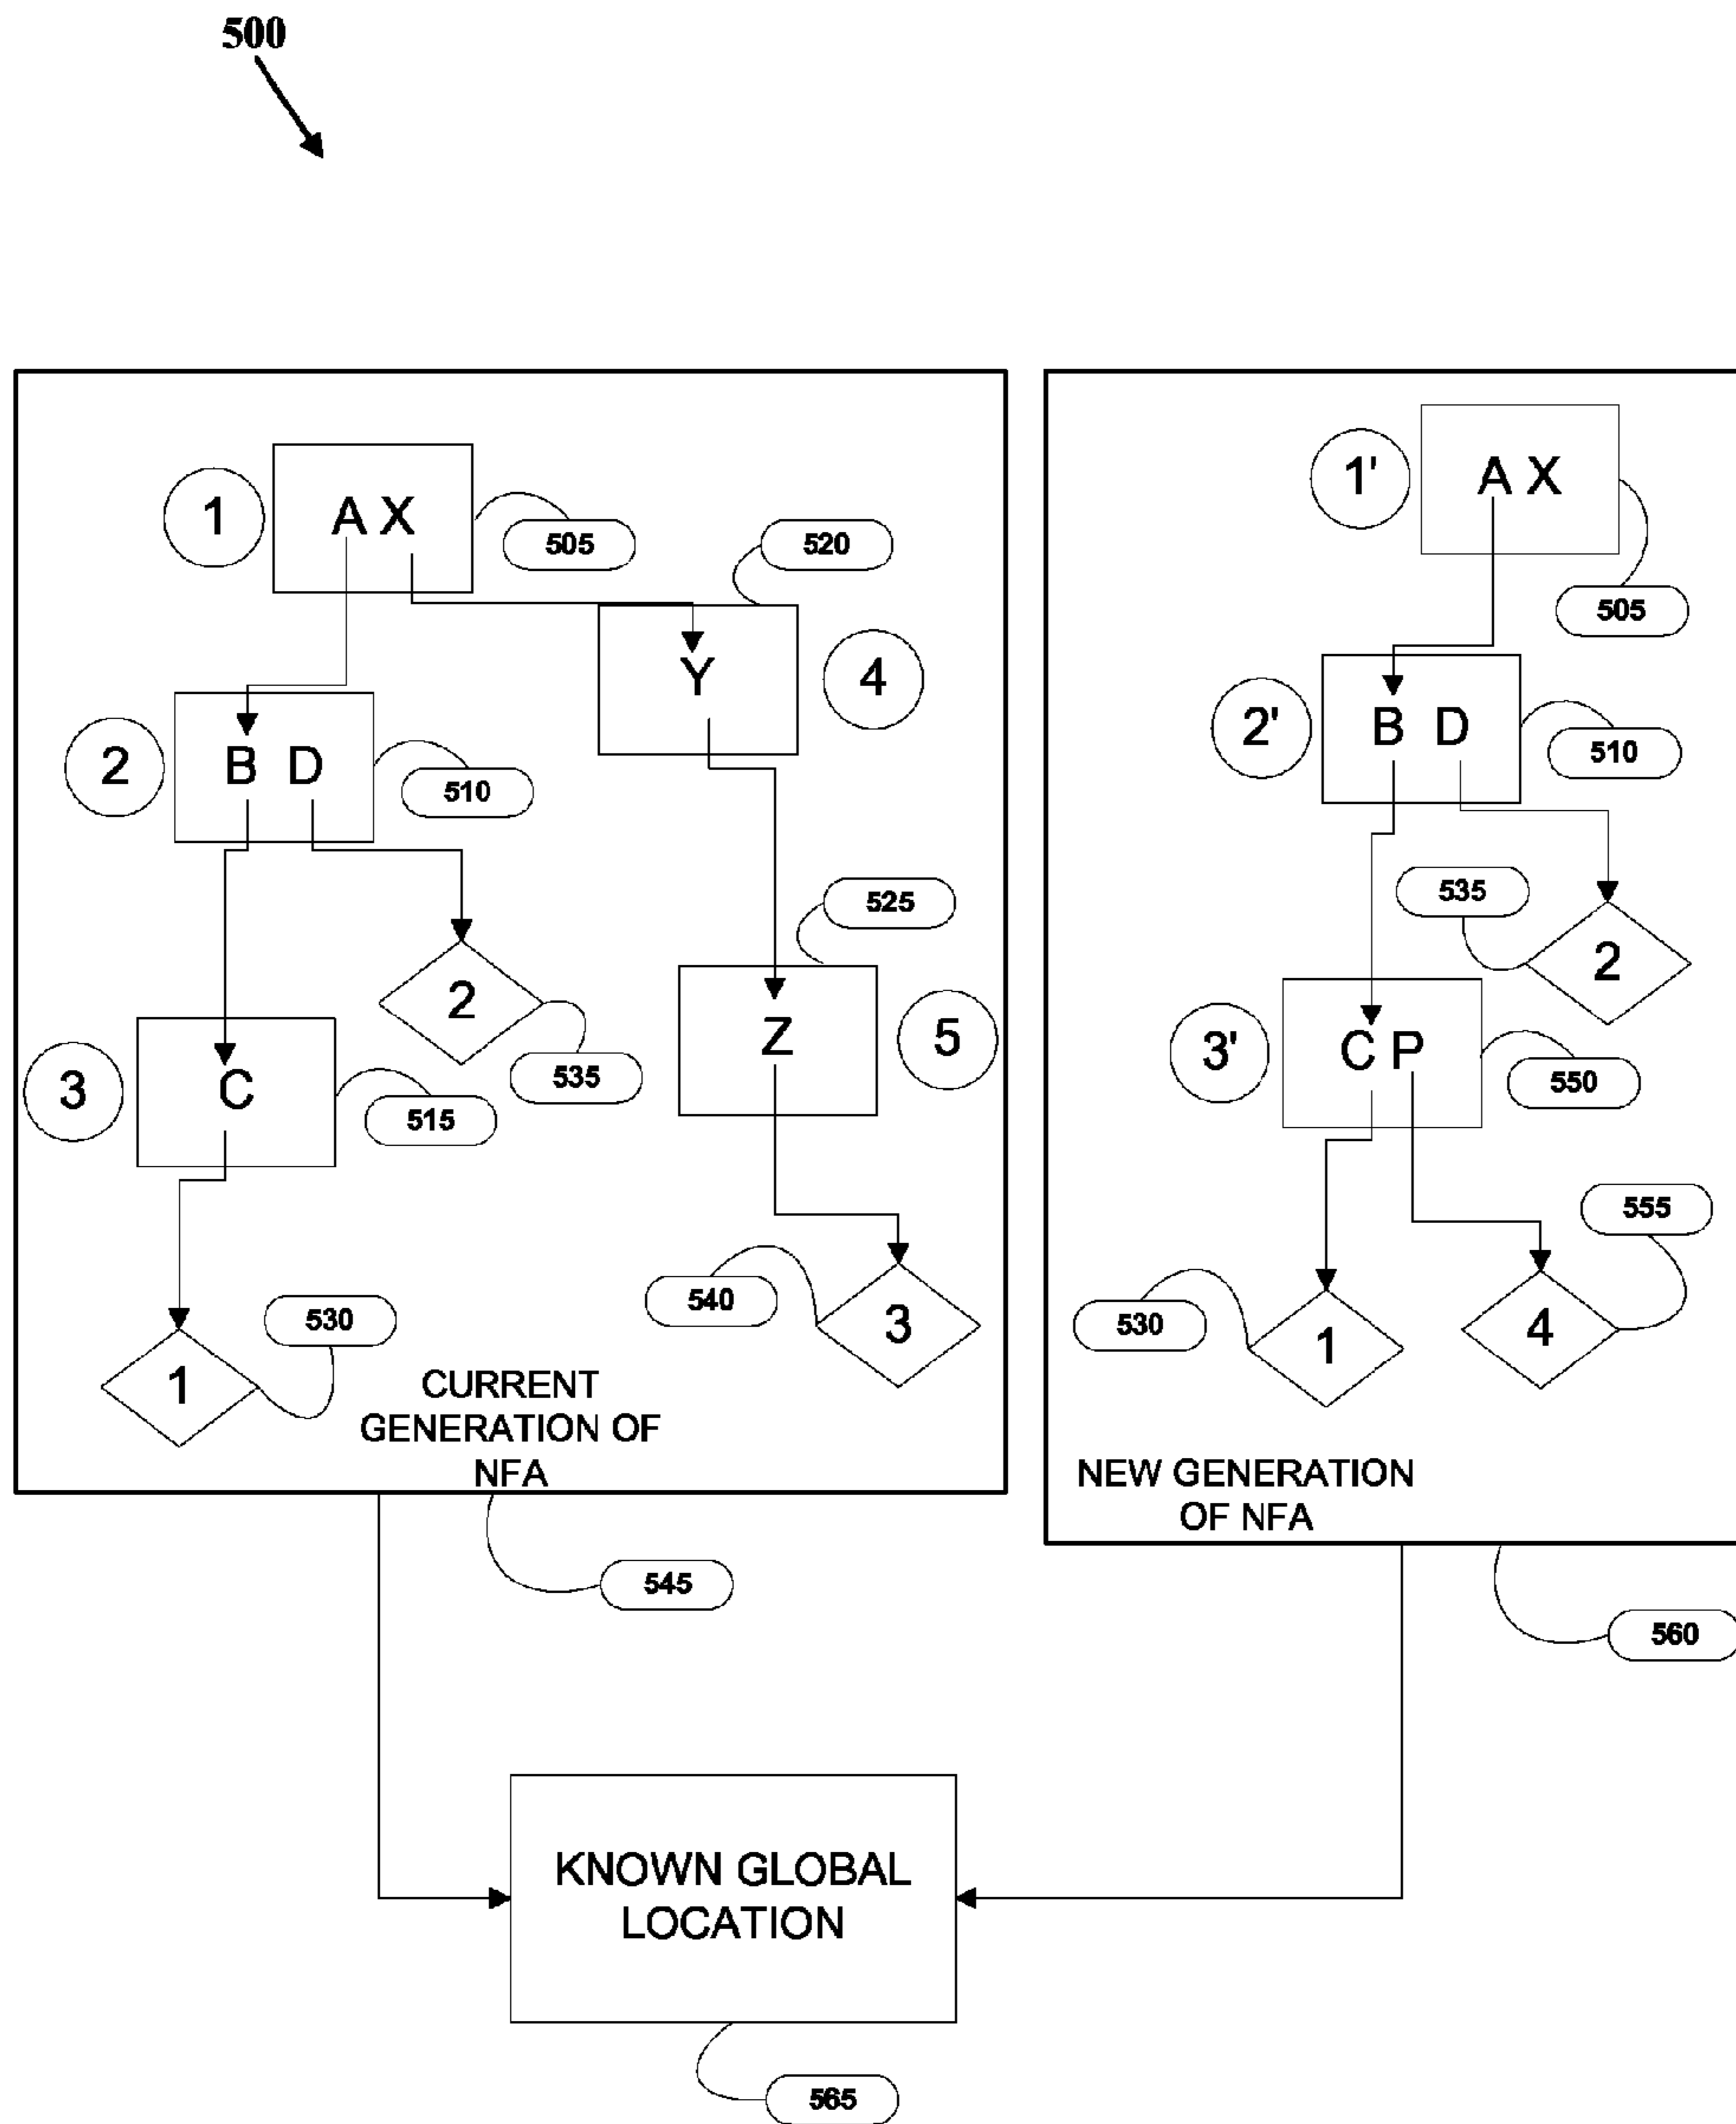 500
1
A X
505
520
Y
4
2
B D
510
525
2
535
Z
5
3
C
515
530
1
540
3
CURRENT
GENERATION OF
NFA
545
1'
A X
505
2'
B D
510
535
2
3'
C P
550
555
530
1
4
NEW GENERATION
OF NFA
560
KNOWN GLOBAL
LOCATION
565